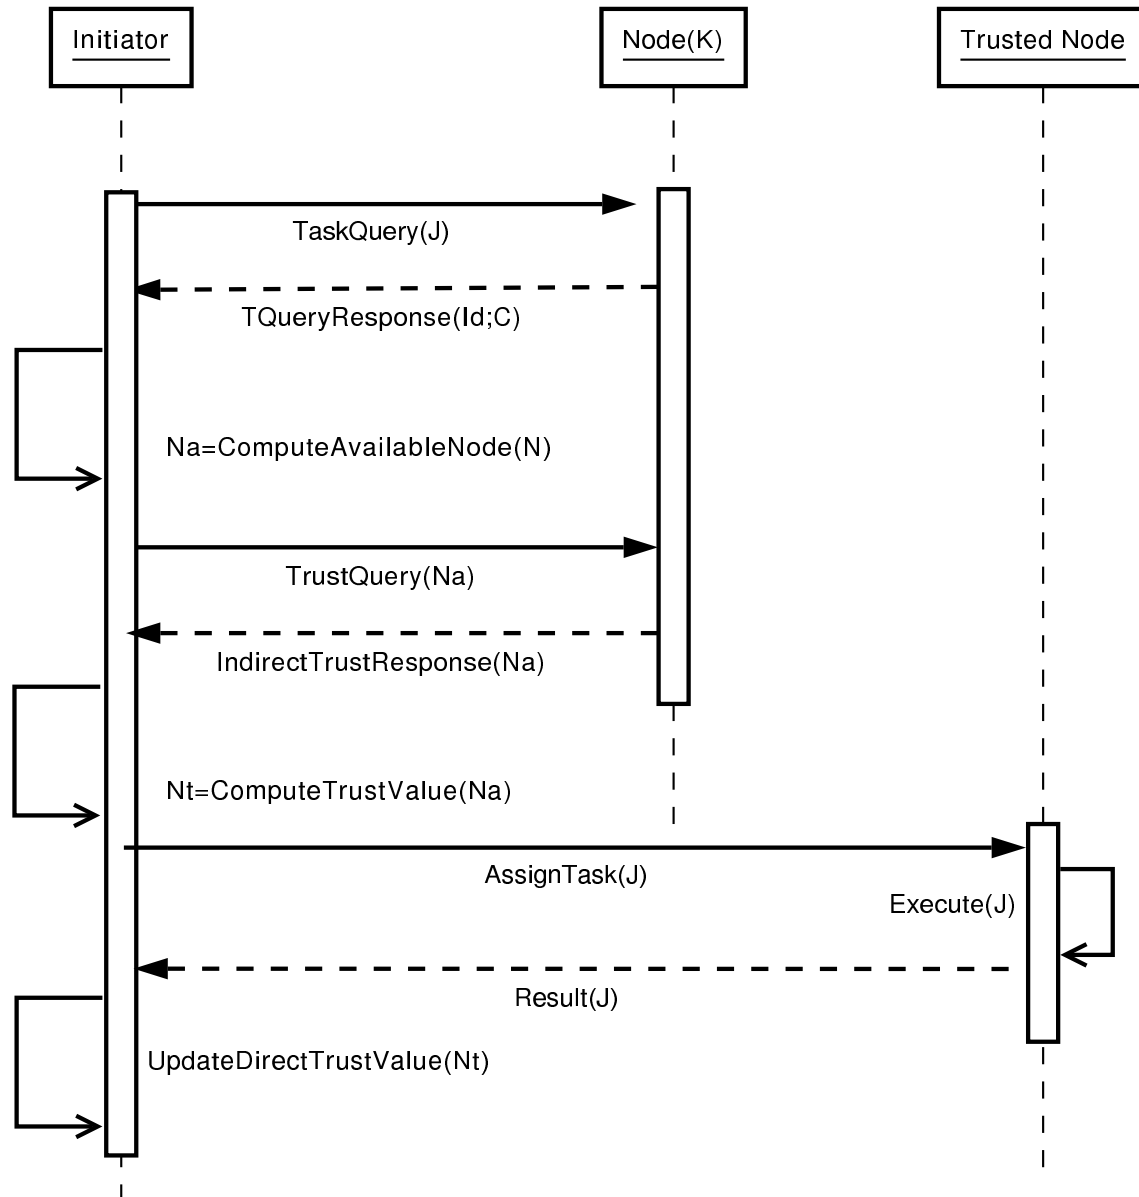 Initiator
Node(K)
Trusted Node
TaskQuery(J)
TQueryResponse(Id;C)
Na=ComputeAvailableNode(N)
TrustQuery(Na)
IndirectTrustResponse(Na)
Nt=ComputeTrustValue(Na)
AssignTask(J)
Execute(J)
Result(J)
UpdateDirectTrustValue(Nt)